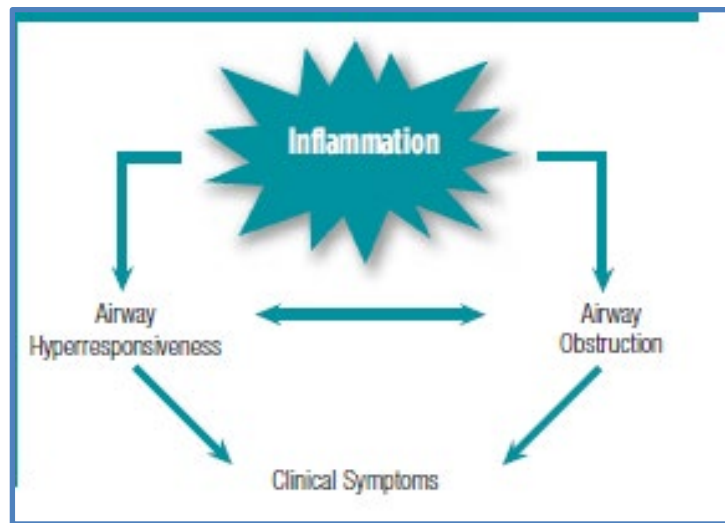 Inflammation
Airway
Hyperresponsiveness
Airway
Obstruction
Clinical Symptoms